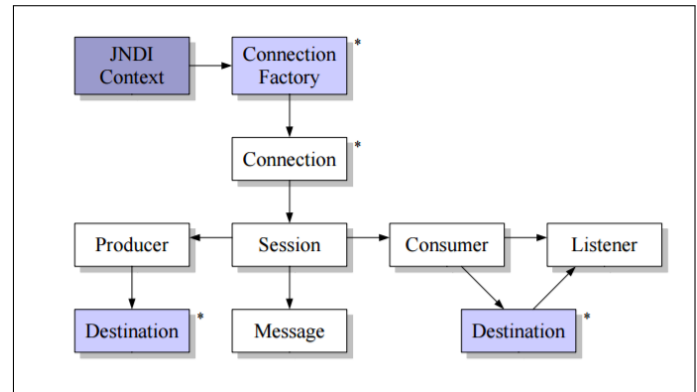 JNDI
Context
Connection
Factory
*
Connection
*
Producer
Session
Consumer
Listener
Destination
*
Message
Destination
*